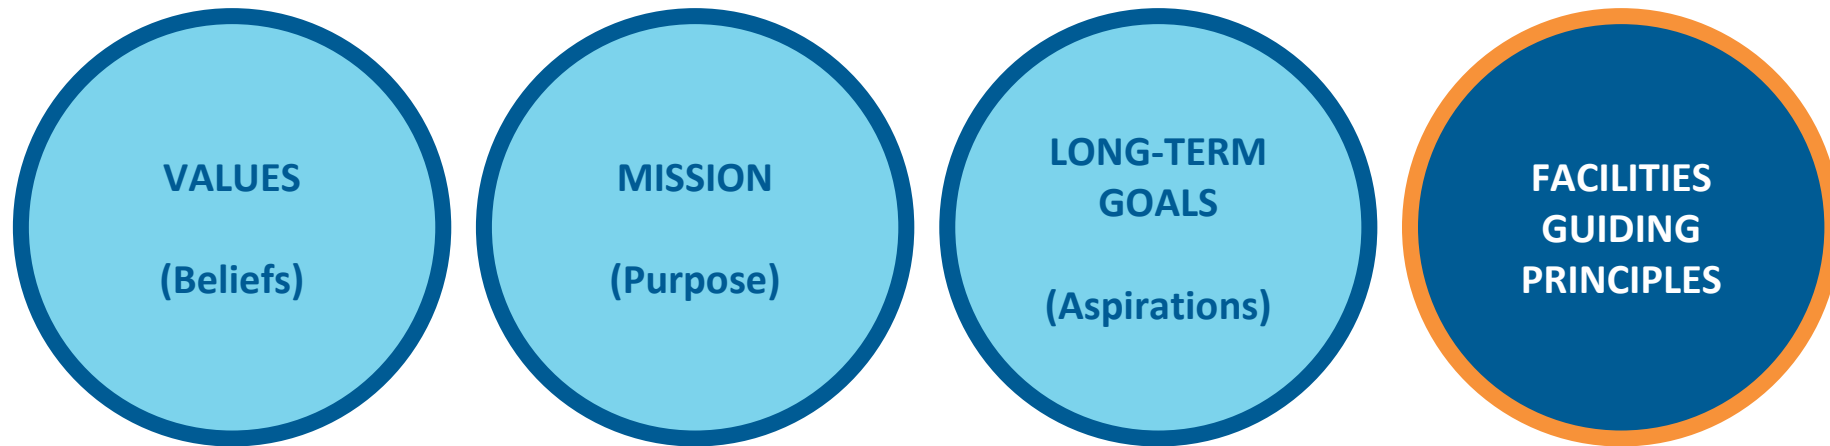 VALUES
(Beliefs)
MISSION
(Purpose)
LONG-TERM
GOALS
(Aspirations)
FACILITIES
GUIDING
PRINCIPLES